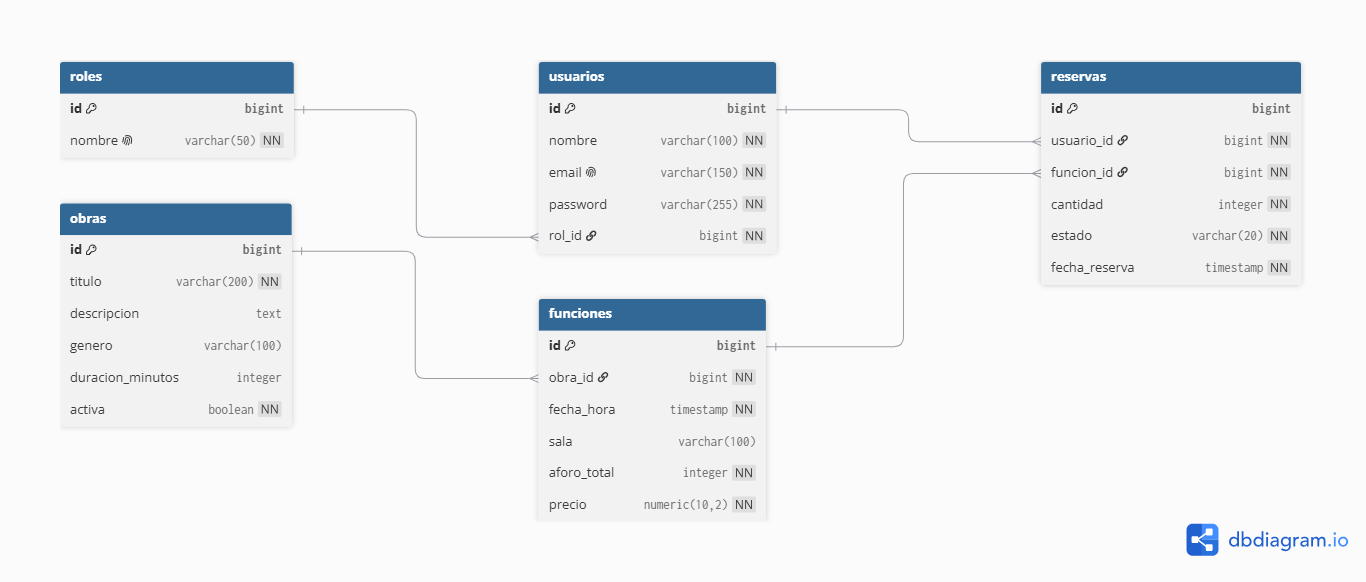 roles
id bigint
nombre varchar(50) NN
obras
id bigint
titulo varchar(200) NN
descripcion text
genero varchar(100)
duracion_minutos integer
activa boolean NN
usuarios
id bigint
nombre varchar(100) NN
email varchar(150) NN
password varchar(255) NN
rol_id bigint NN
funciones
id bigint
obra_id bigint NN
fecha_hora timestamp NN
sala varchar(100)
aforo_total integer NN
precio numeric(10,2) NN
reservas
id bigint
usuario_id bigint NN
funcion_id bigint NN
cantidad integer NN
estado varchar(20) NN
fecha_reserva timestamp NN
dbdiagram.io